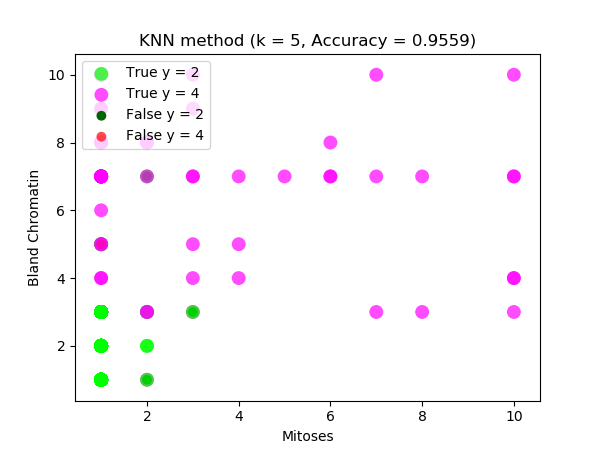 KNN method (k = 5, Accuracy = 0.9559)
True y = 2
True y = 4
False y = 2
False y = 4
Bland Chromatin
10
8
6
4
2
2 4 6 8 10
Mitoses